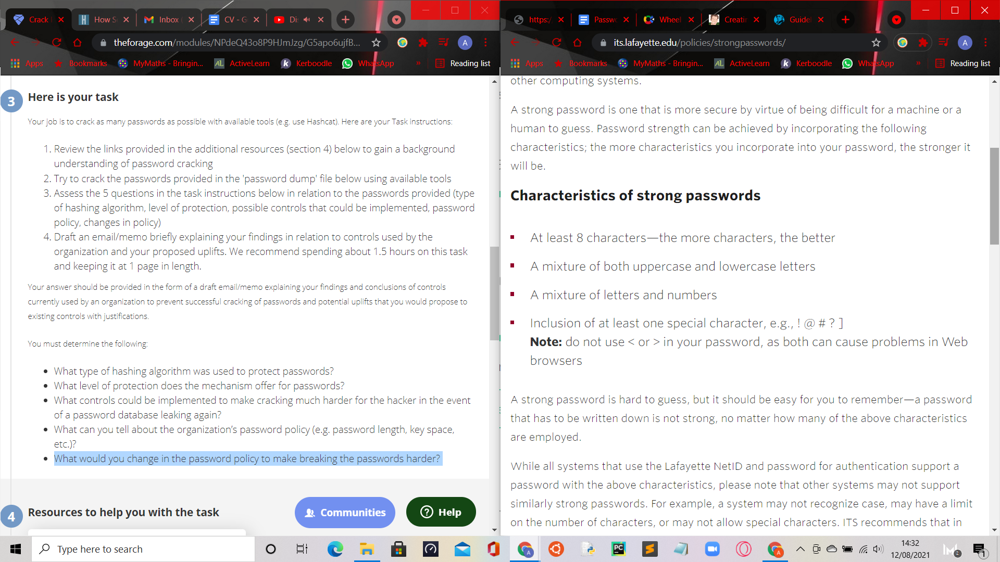 Crack
How S
Inbox
CV - G
Di
theforage.com/modules/NPdeQ43o8P9HJmJzg/G5apo6ujfB...
A
Apps
Bookmarks
MyMaths - Bringin...
AL
ActiveLearn
k
Kerboodle
WhatsApp
»
Reading list
3
Here is your task
Your job is to crack as many passwords as possible with available tools (e.g. use Hashcat). Here are your Task instructions:
1. Review the links provided in the additional resources (section 4) below to gain a background
understanding of password cracking
2. Try to crack the passwords provided in the 'password dump' file below using available tools
3. Assess the 5 questions in the task instructions below in relation to the passwords provided (type
of hashing algorithm, level of protection, possible controls that could be implemented, password
policy, changes in policy)
4. Draft an email/memo briefly explaining your findings in relation to controls used by the
organization and your proposed uplifts. We recommend spending about 1.5 hours on this task
and keeping it at 1 page in length.
Your answer should be provided in the form of a draft email/memo explaining your findings and conclusions of controls
currently used by an organization to prevent successful cracking of passwords and potential uplifts that you would propose to
existing controls with justifications.
You must determine the following:
• What type of hashing algorithm was used to protect passwords?
• What level of protection does the mechanism offer for passwords?
• What controls could be implemented to make cracking much harder for the hacker in the event
of a password database leaking again?
• What can you tell about the organization's password policy (e.g. password length, key space,
etc.)?
• What would you change in the password policy to make breaking the passwords harder?
4
Resources to help you with the task
Communities
Help
https:/
Passwo
Wheel
Creatin
Guidel
its.lafayette.edu/policies/strongpasswords/
A
Apps
Bookmarks
MyMaths - Bringin...
AL
ActiveLearn
k
Kerboodle
WhatsApp
»
Reading list
other computing systems.
A strong password is one that is more secure by virtue of being difficult for a machine or a
human to guess. Password strength can be achieved by incorporating the following
characteristics; the more characteristics you incorporate into your password, the stronger it
will be.
Characteristics of strong passwords
At least 8 characters—the more characters, the better
A mixture of both uppercase and lowercase letters
A mixture of letters and numbers
Inclusion of at least one special character, e.g., ! @ # ? ]
Note: do not use < or > in your password, as both can cause problems in Web
browsers
A strong password is hard to guess, but it should be easy for you to remember—a password
that has to be written down is not strong, no matter how many of the above characteristics
are employed.
While all systems that use the Lafayette NetID and password for authentication support a
password with the above characteristics, please note that other systems may not support
similarly strong passwords. For example, a system may not recognize case, may have a limit
on the number of characters, or may not allow special characters. ITS recommends that in
Type here to search
14:32
12/08/2021
2
1